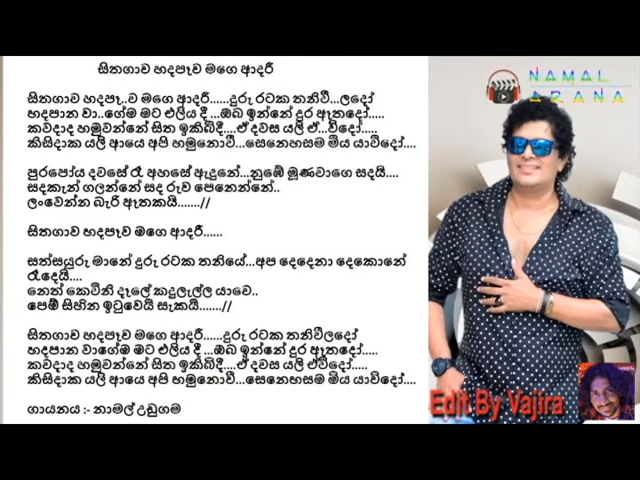 සිතගාව හදපෑව මගෙ ආදරී
සිතගාව හදපෑ..ව මගෙ ආදරී......දුරු රටක තනිවී...ලදෝ
හදපාන වා..ගේම මට එලිය දී ...ඔබ ඉන්නේ දුර ඈතදෝ.....
කවදාද හමුවන්නේ සිත ඉකිබිදී....ඒ දවස යලි ඒ...විදෝ.....
කිසිදාක යලි ආයෙ අපි හමුනොවී...සෙනෙහසම මිය යාවිදෝ....
පුරපෝය දවසේ රෑ අහසේ ඇදුනේ...නුඹේ මූණවාගෙ සදයි....
සදකැන් ගලන්නේ සද රුව පෙනෙන්නේ..
ලංවෙන්න බැරි ඈතකයි.......//
සිතගාව හදපෑව මගෙ ආදරී......
සත්සයුරු මානේ දුරු රටක තනියේ...අප දෙදෙනා දෙකොනේ
රෑදෙයි....
නෙත් කෙවිනි දෑලේ කදුලැල්ල යාවෙ..
පෙම් සිහින ඉටුවෙයි සැකයි.......//
සිතගාව හදපෑව මගෙ ආදරී......දුරු රටක තනිවීලදෝ
හදපාන වාගේම මට එලිය දී ...ඔබ ඉන්නේ දුර ඈතදෝ.....
කවදාද හමුවන්නේ සිත ඉකිබිදී....ඒ දවස යලි ඒවිදෝ.....
කිසිදාක යලි ආයෙ අපි හමුනොවී...සෙනෙහසම මිය යාවිදෝ....
ගායනය :- නාමල් උඩුගම
NAMAL
ARANA
Edit By Vajira